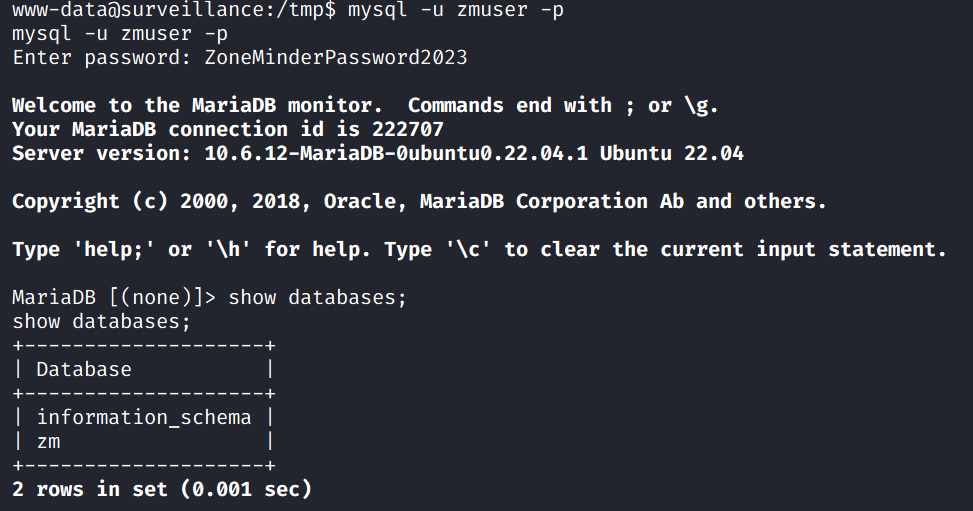 www-data@surveillance:/tmp$ mysql -u zmuser -p
mysql -u zmuser -p
Enter password: ZoneMinderPassword2023
Welcome to the MariaDB monitor.  Commands end with ; or \g.
Your MariaDB connection id is 222707
Server version: 10.6.12-MariaDB-0ubuntu0.22.04.1 Ubuntu 22.04
Copyright (c) 2000, 2018, Oracle, MariaDB Corporation Ab and others.
Type 'help;' or '\h' for help. Type '\c' to clear the current input statement.
MariaDB [(none)]> show databases;
show databases;
+--------------------+
| Database           |
+--------------------+
| information_schema |
| zm                 |
+--------------------+
2 rows in set (0.001 sec)